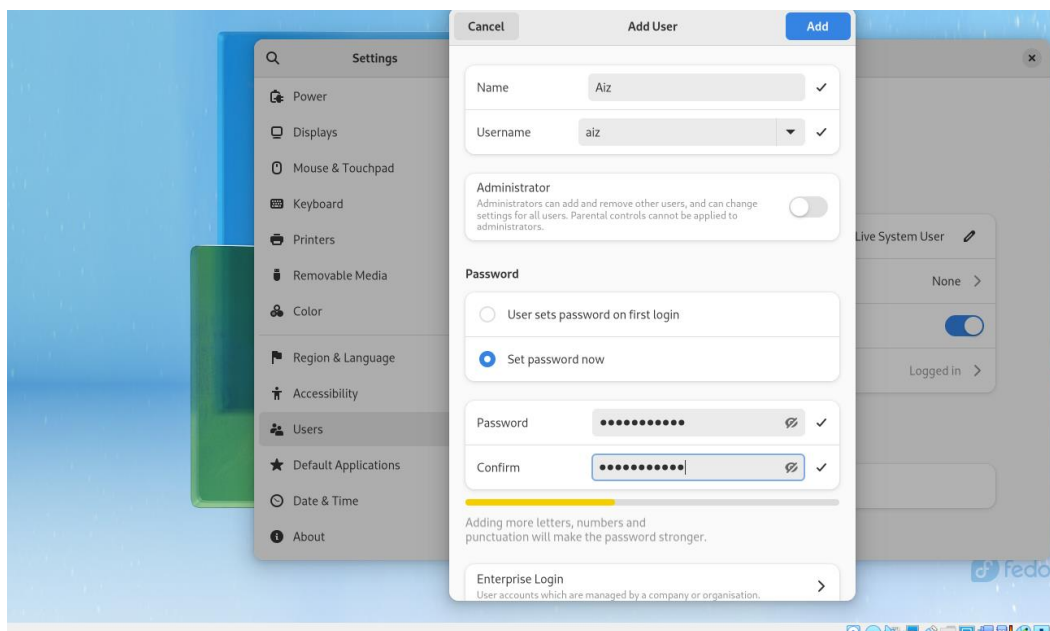 Cancel
Add User
Add
Settings
Power
Displays
Mouse & Touchpad
Keyboard
Printers
Removable Media
Color
Region & Language
Accessibility
Users
Default Applications
Date & Time
About
Name
Aiz
Username
aiz
Administrator
Administrators can add and remove other users, and can change
settings for all users. Parental controls cannot be applied to
administrators.
Password
User sets password on first login
Set password now
Password
●●●●●●●●●●●
Confirm
●●●●●●●●●●●
Adding more letters, numbers and
punctuation will make the password stronger.
Enterprise Login
User accounts which are managed by a company or organisation.
Live System User
None
Logged in
fedo